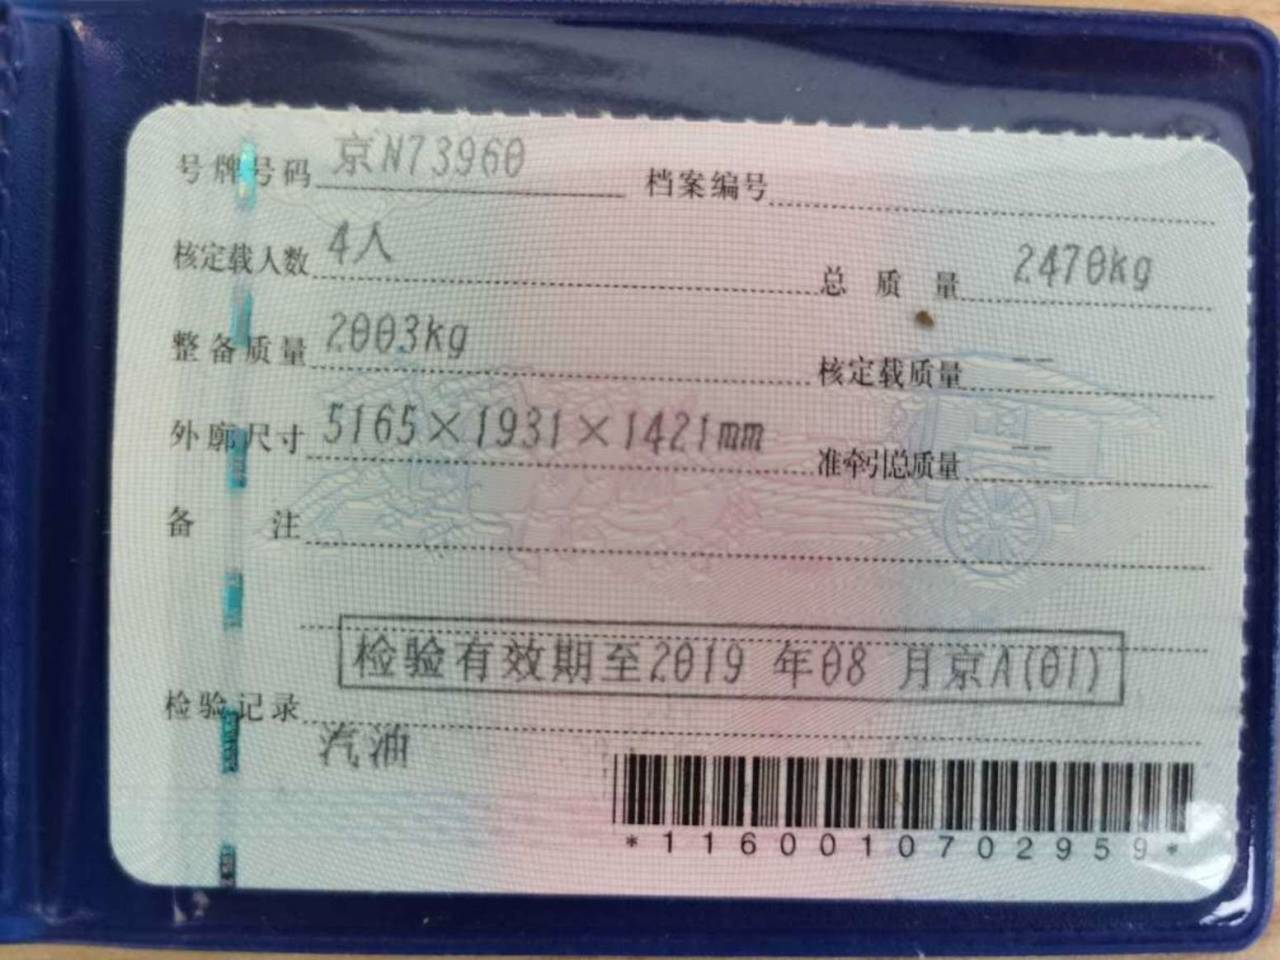 号牌号码 京N73960 档案编号
核定载人数 4人 总质量 2470kg
整备质量 2003kg 核定载质量 --
外廓尺寸 5165×1931×1421mm 准牵引总质量 --
备注
检验有效期至2019 年08 月京A(01)
检验记录
汽油
*1160010702959*